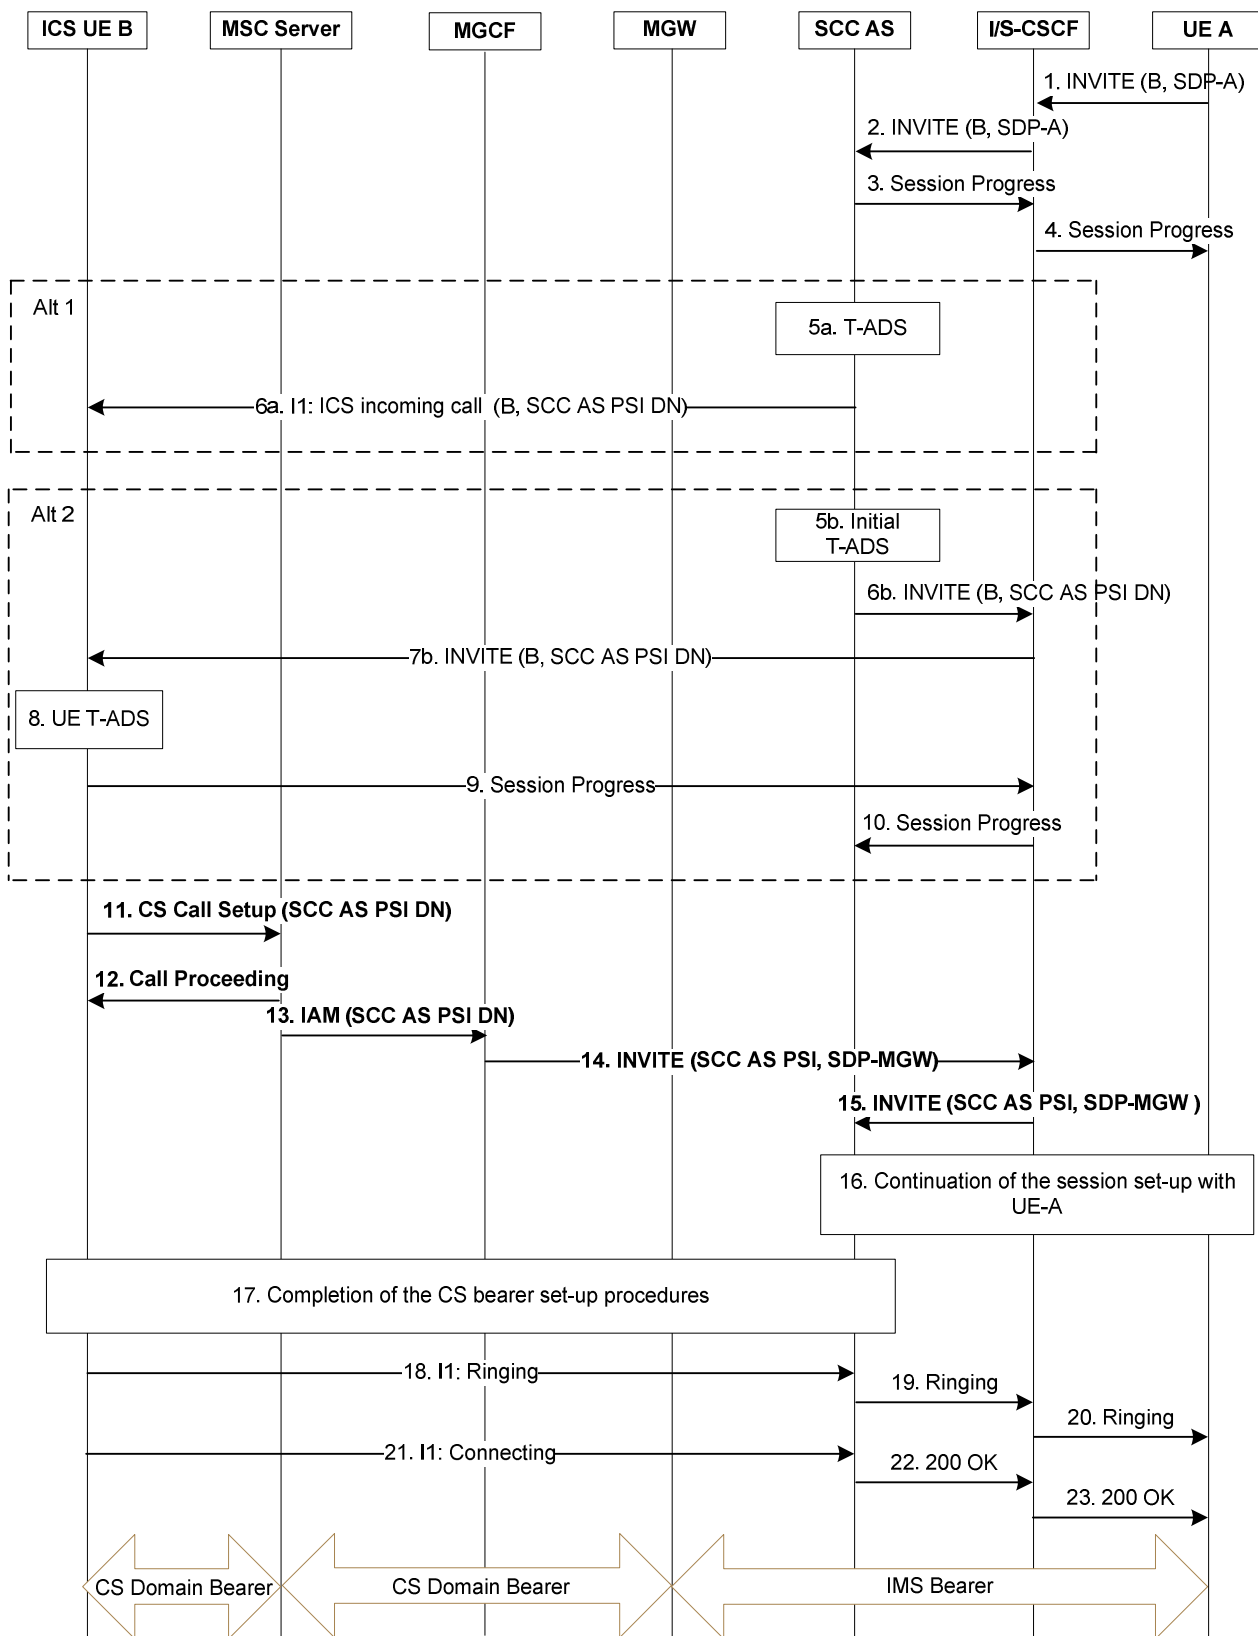 ICS UE B
MSC Server
MGCF
MGW
SCC AS
I/S-CSCF
UE A
1. INVITE (B, SDP-A)
2. INVITE (B, SDP-A)
3. Session Progress
4. Session Progress
Alt 1
5a. T-ADS
6a. I1: ICS incoming call (B, SCC AS PSI DN)
Alt 2
5b. Initial
T-ADS
6b. INVITE (B, SCC AS PSI DN)
7b. INVITE (B, SCC AS PSI DN)
8. UE T-ADS
9. Session Progress
10. Session Progress
11. CS Call Setup (SCC AS PSI DN)
12. Call Proceeding
13. IAM (SCC AS PSI DN)
14. INVITE (SCC AS PSI, SDP-MGW)
15. INVITE (SCC AS PSI, SDP-MGW )
16. Continuation of the session set-up with
UE-A
17. Completion of the CS bearer set-up procedures
18. I1: Ringing
19. Ringing
20. Ringing
21. I1: Connecting
22. 200 OK
23. 200 OK
CS Domain Bearer
CS Domain Bearer
IMS Bearer